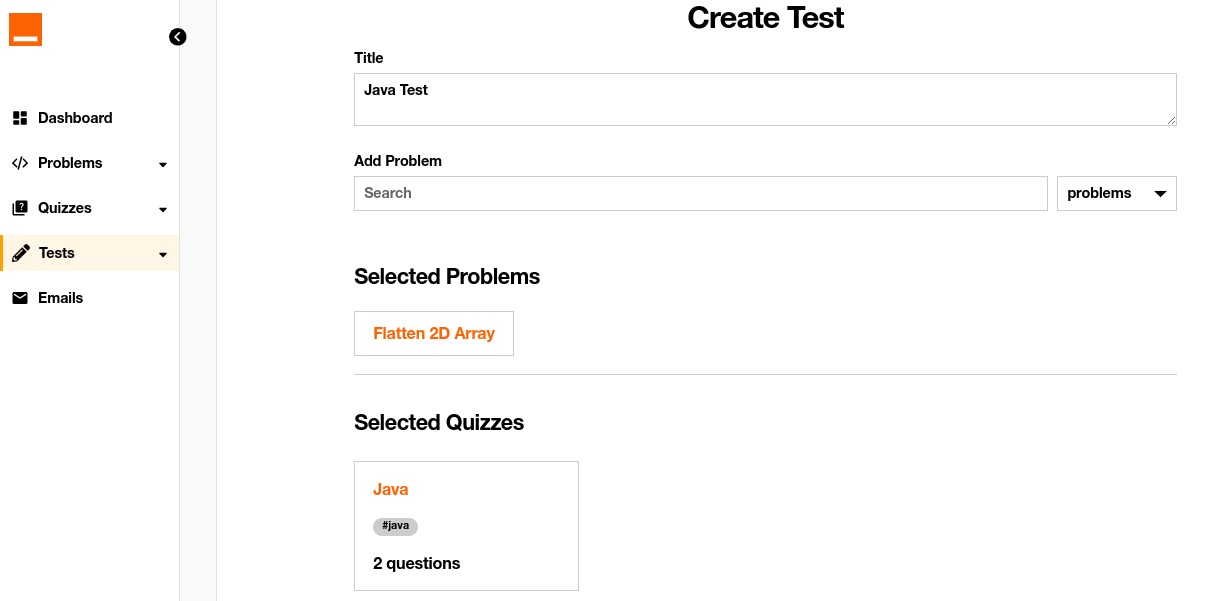 Dashboard
Problems
Quizzes
Tests
Emails
Create Test
Title
Java Test
Add Problem
Search
problems
Selected Problems
Flatten 2D Array
Selected Quizzes
Java
#java
2 questions